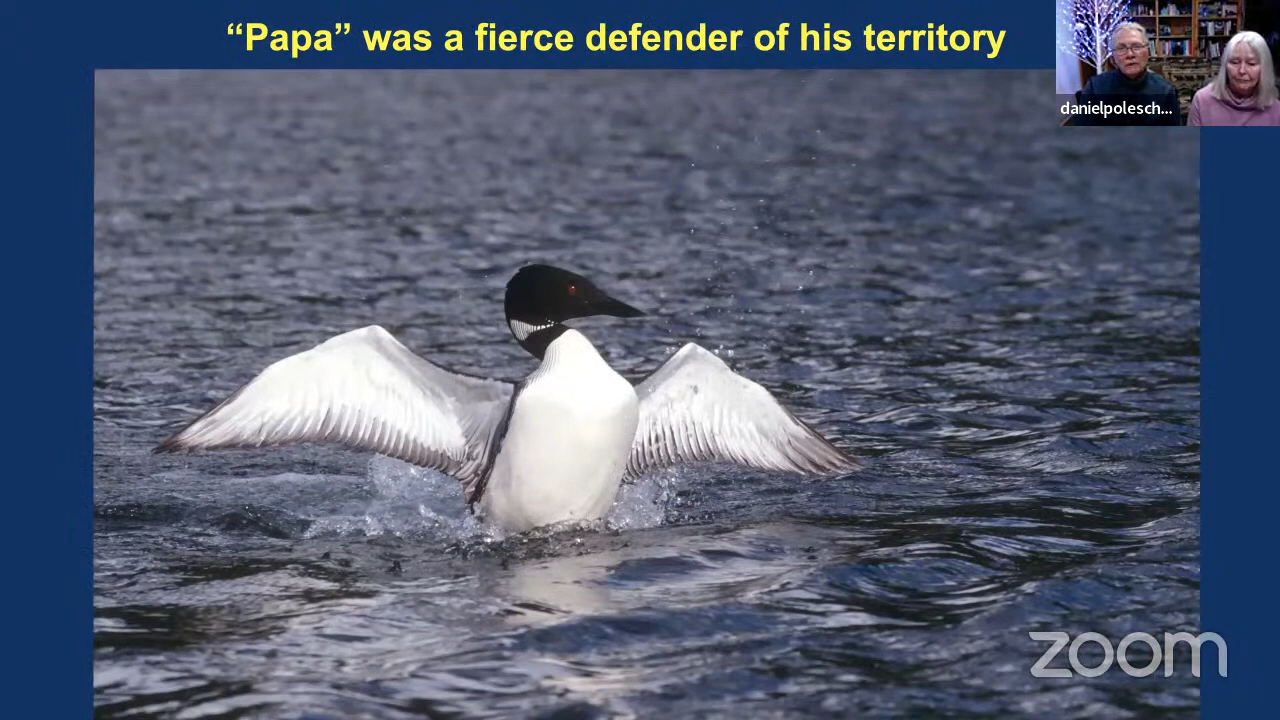 “Papa” was a fierce defender of his territory
danielpolesch...
zoom